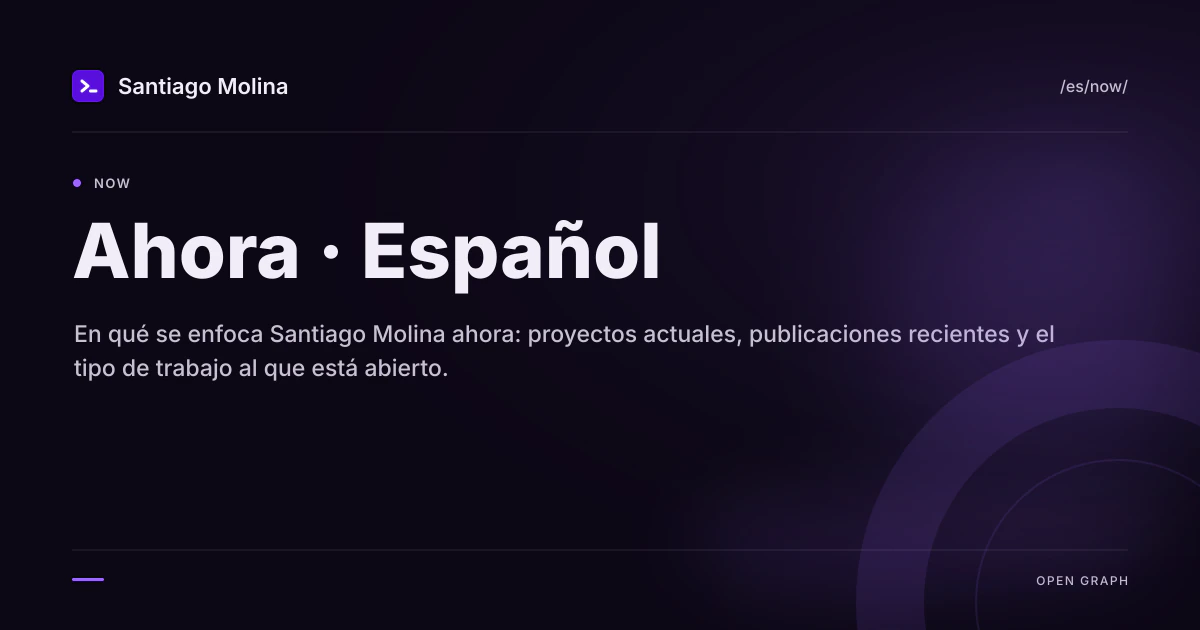 Santiago Molina
/es/now/
NOW
Ahora · Español
En qué se enfoca Santiago Molina ahora: proyectos actuales, publicaciones recientes y el
tipo de trabajo al que está abierto.
OPEN GRAPH